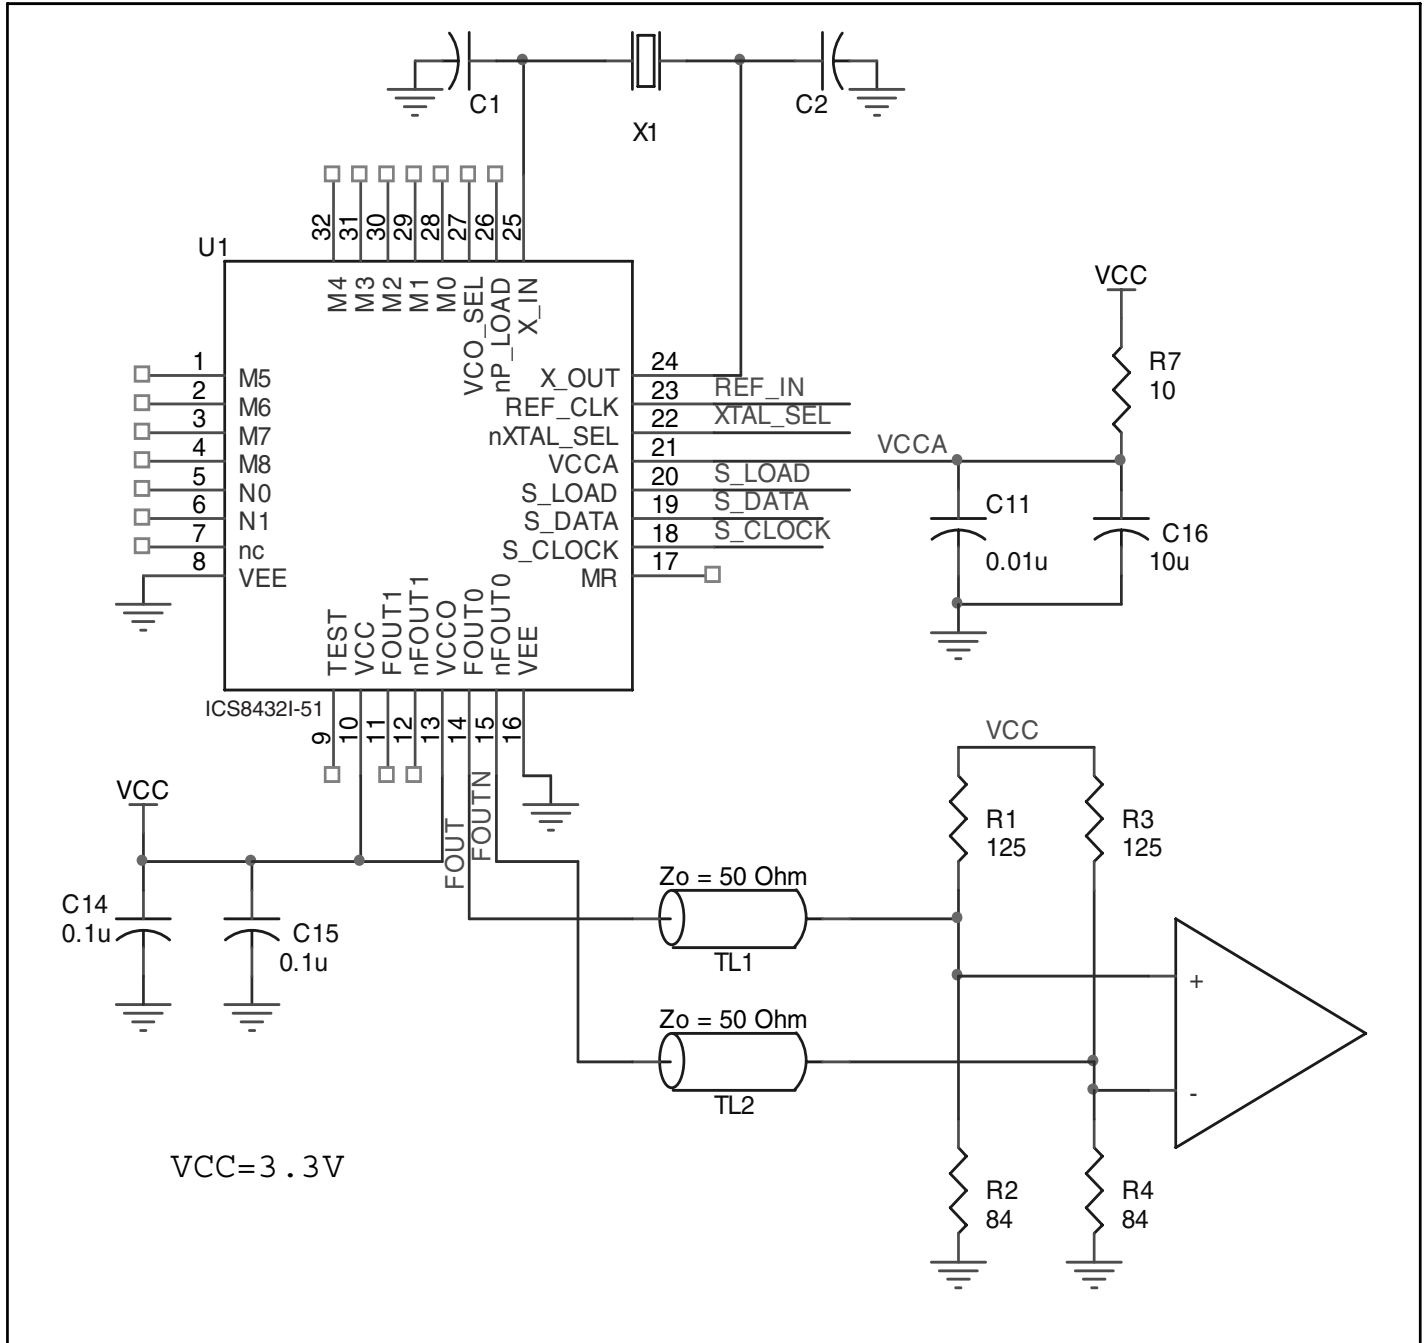 C1
C2
X1
32
31
30
29
28
27
26
25
U1
M4
M3
M2
M1
M0
VCO_SEL
nP_LOAD
X_IN
VCC
1
M5
2
M6
3
M7
4
M8
5
N0
6
N1
7
nc
8
VEE
24
X_OUT
23
REF_CLK
REF_IN
22
nXTAL_SEL
XTAL_SEL
21
VCCA
VCCA
20
S_LOAD
S_LOAD
19
S_DATA
S_DATA
18
S_CLOCK
S_CLOCK
17
MR
R7
10
C11
0.01u
C16
10u
TEST
VCC
FOUT1
nFOUT1
VCCO
FOUT0
nFOUT0
VEE
ICS8432I-51
9
10
11
12
13
14
15
16
VCC
FOUT
FOUTN
C14
0.1u
C15
0.1u
VCC
R1
125
R3
125
Zo = 50 Ohm
TL1
Zo = 50 Ohm
TL2
+
-
VCC=3.3V
R2
84
R4
84